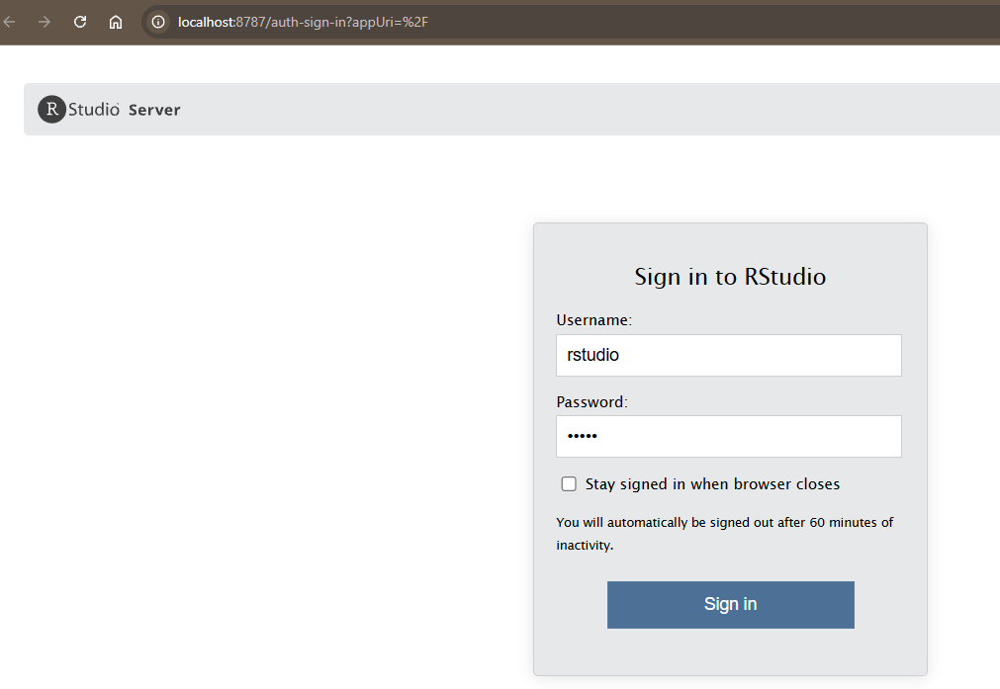 localhost:8787/auth-sign-in?appUri=%2F
R Studio Server
Sign in to RStudio
Username:
rstudio
Password:
•••••
Stay signed in when browser closes
You will automatically be signed out after 60 minutes of
inactivity.
Sign in